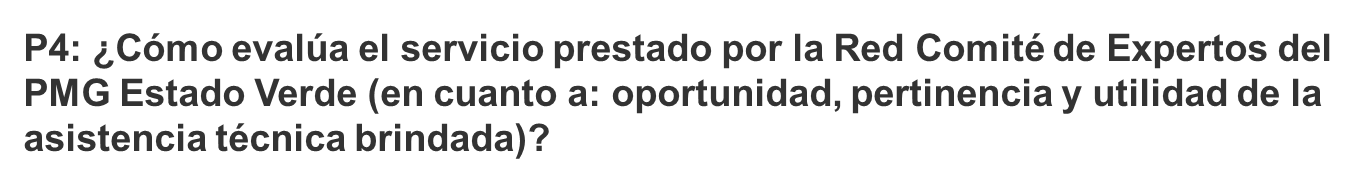 P4: ¿Cómo evalúa el servicio prestado por la Red Comité de Expertos del
PMG Estado Verde (en cuanto a: oportunidad, pertinencia y utilidad de la
asistencia técnica brindada)?